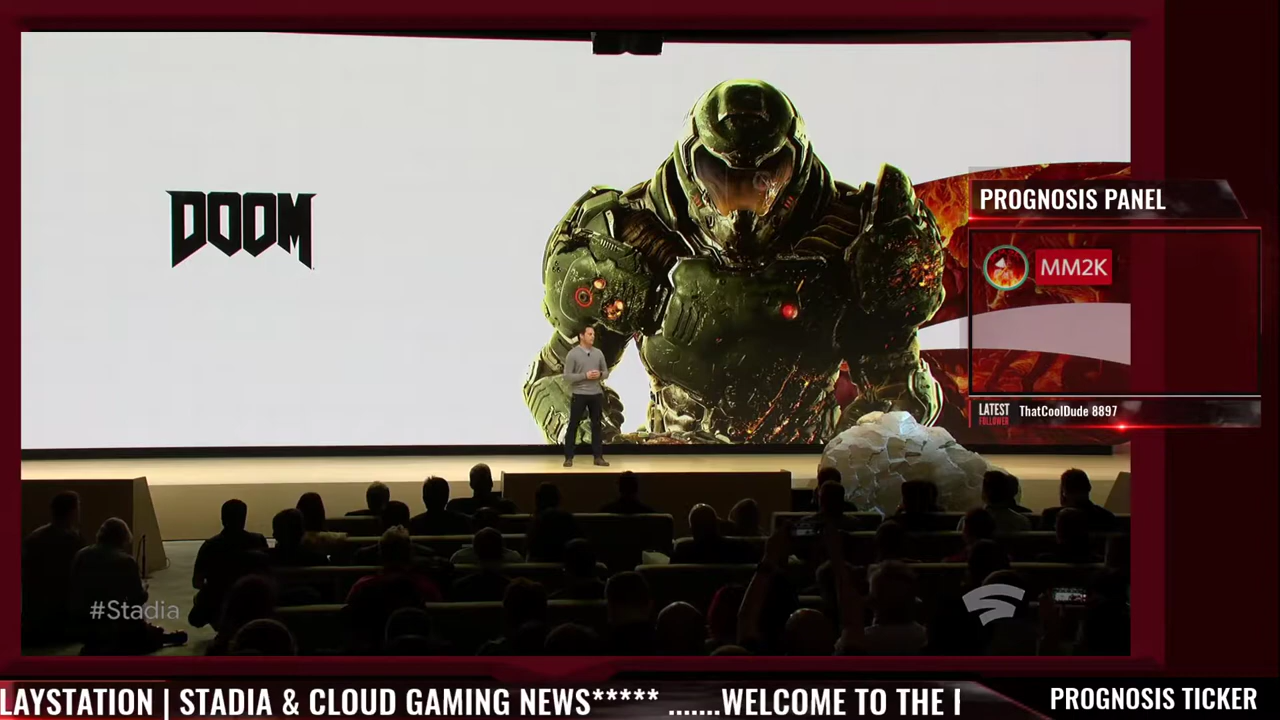 DOOM
PROGNOSIS PANEL
MM2K
LATEST
FOLLOWER
ThatCoolDude 8897
#Stadia
LAYSTATION | STADIA & CLOUD GAMING NEWS***** .......WELCOME TO THE
PROGNOSIS TICKER